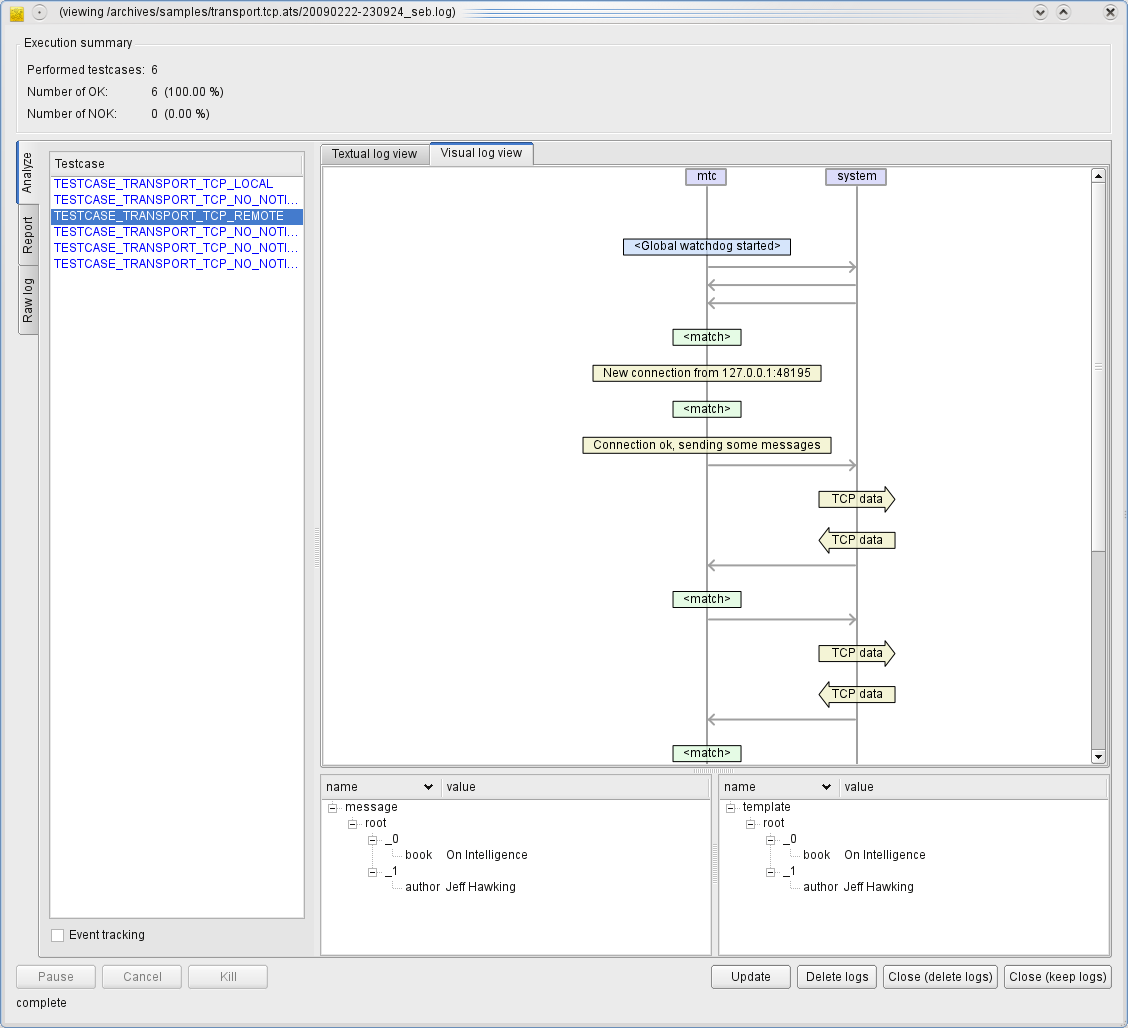 (viewing /archives/samples/transport.tcp.ats/20090222-230924_seb.log)
Execution summary
Performed testcases: 6
Number of OK: 6 (100.00 %)
Number of NOK: 0 (0.00 %)
Analyze
Report
Raw log
Testcase
TESTCASE_TRANSPORT_TCP_LOCAL
TESTCASE_TRANSPORT_TCP_NO_NOTI...
TESTCASE_TRANSPORT_TCP_REMOTE
TESTCASE_TRANSPORT_TCP_NO_NOTI...
TESTCASE_TRANSPORT_TCP_NO_NOTI...
TESTCASE_TRANSPORT_TCP_NO_NOTI...
Event tracking
Textual log view Visual log view
mtc system
<Global watchdog started>
<match>
New connection from 127.0.0.1:48195
<match>
Connection ok, sending some messages
TCP data
TCP data
<match>
TCP data
TCP data
<match>
name value
message
root
_0
book On Intelligence
_1
author Jeff Hawking
name value
template
root
_0
book On Intelligence
_1
author Jeff Hawking
Pause Cancel Kill Update Delete logs Close (delete logs) Close (keep logs)
complete